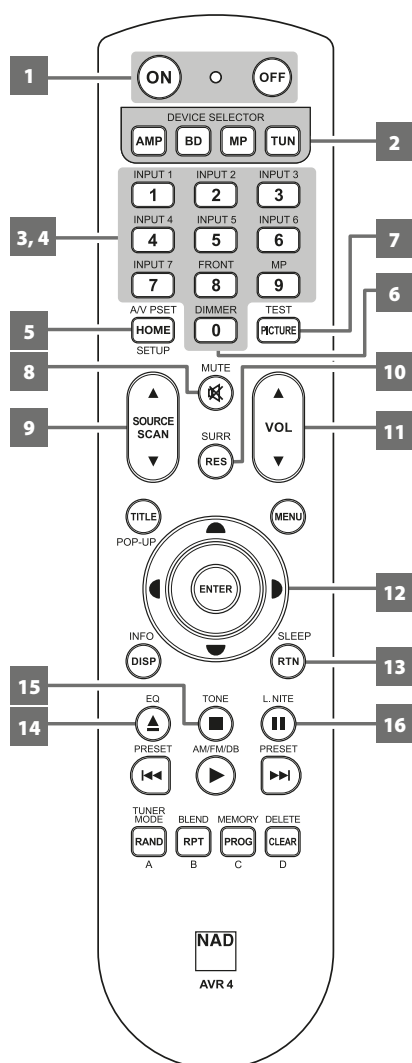 1
ON OFF
DEVICE SELECTOR
2
AMP BD MP TUN
INPUT 1 INPUT 2 INPUT 3
1 2 3
3, 4
INPUT 4 INPUT 5 INPUT 6
4 5 6
7
INPUT 7 FRONT MP
7 8 9
6
A/V PSET DIMMER TEST
5
HOME 0 PICTURE
SETUP
8
MUTE
10
9
SOURCE SCAN
VOL
11
SURR
RES
TITLE
MENU
POP-UP
ENTER
12
INFO SLEEP
DISP RTN
13
15
EQ TONE L. NITE
14
16
PRESET AM/FM/DB PRESET
TUNER MODE BLEND MEMORY DELETE
RAND RPT PROG CLEAR
A B C D
NAD
AVR 4